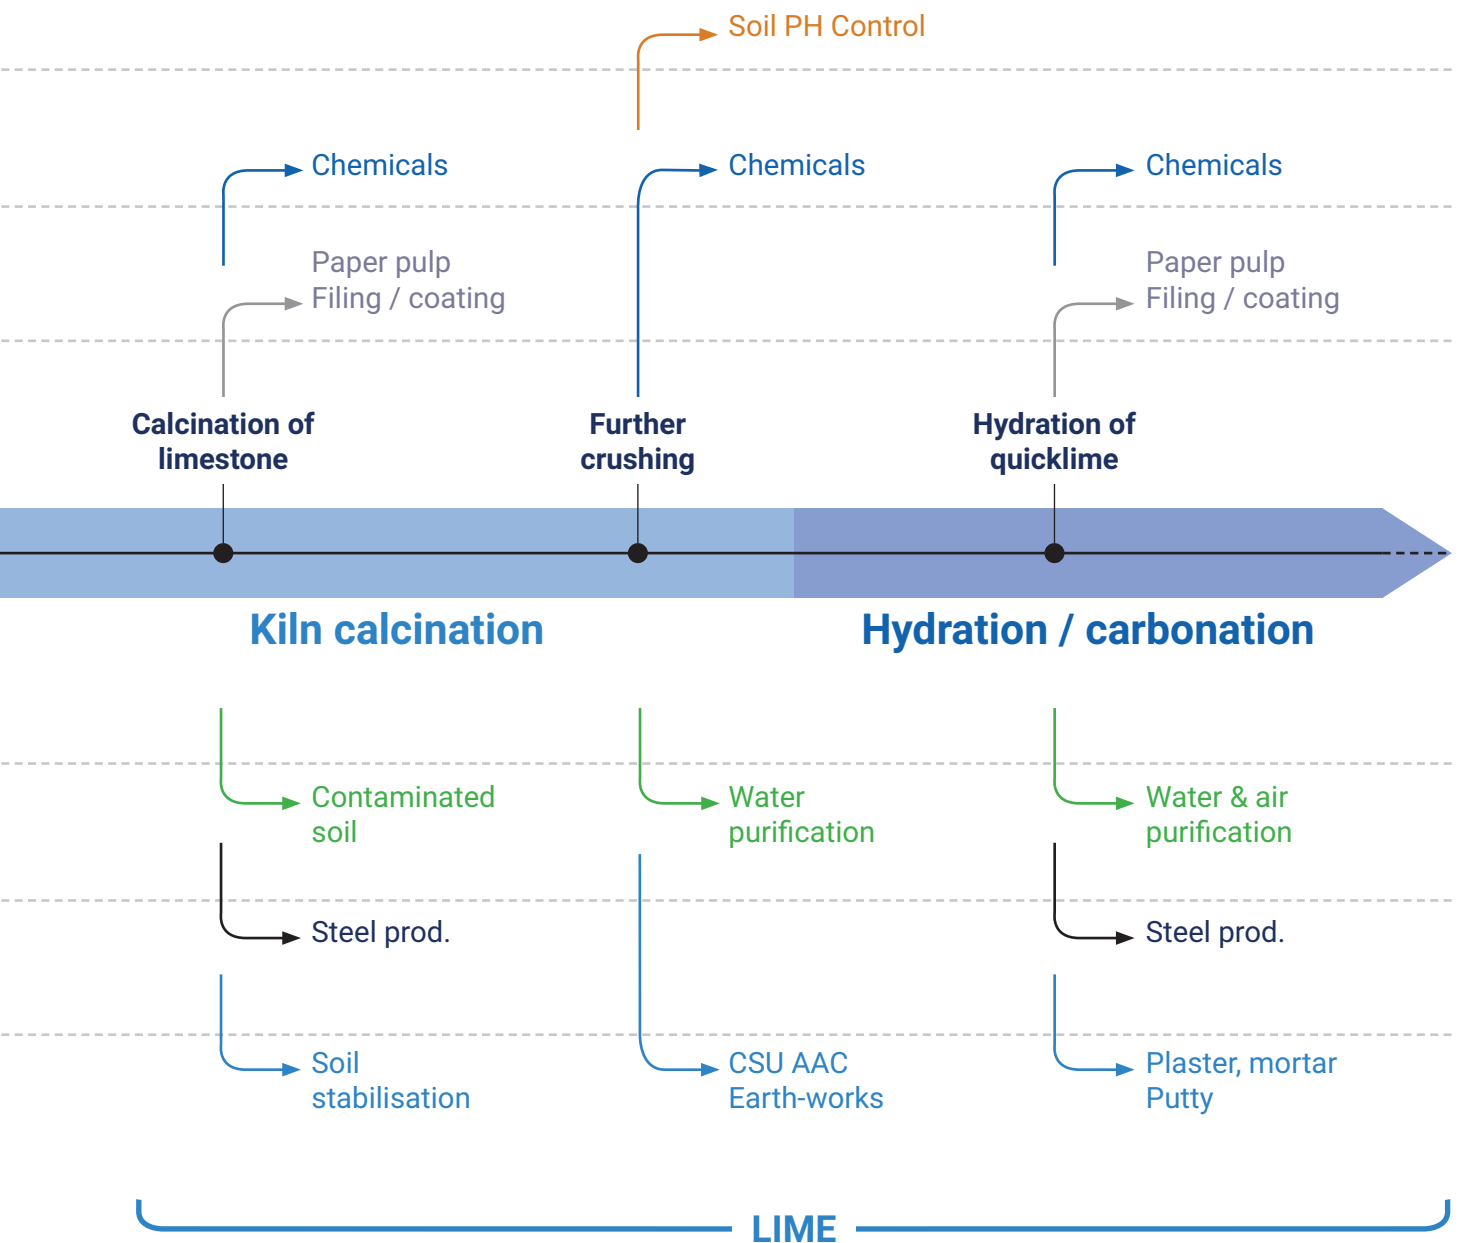 Soil PH Control
Chemicals
Chemicals
Chemicals
Paper pulp
Filing / coating
Paper pulp
Filing / coating
Calcination of
limestone
Further
crushing
Hydration of
quicklime
Kiln calcination
Hydration / carbonation
Contaminated
soil
Water
purification
Water & air
purification
Steel prod.
Steel prod.
Soil
stabilisation
CSU AAC
Earth-works
Plaster, mortar
Putty
LIME